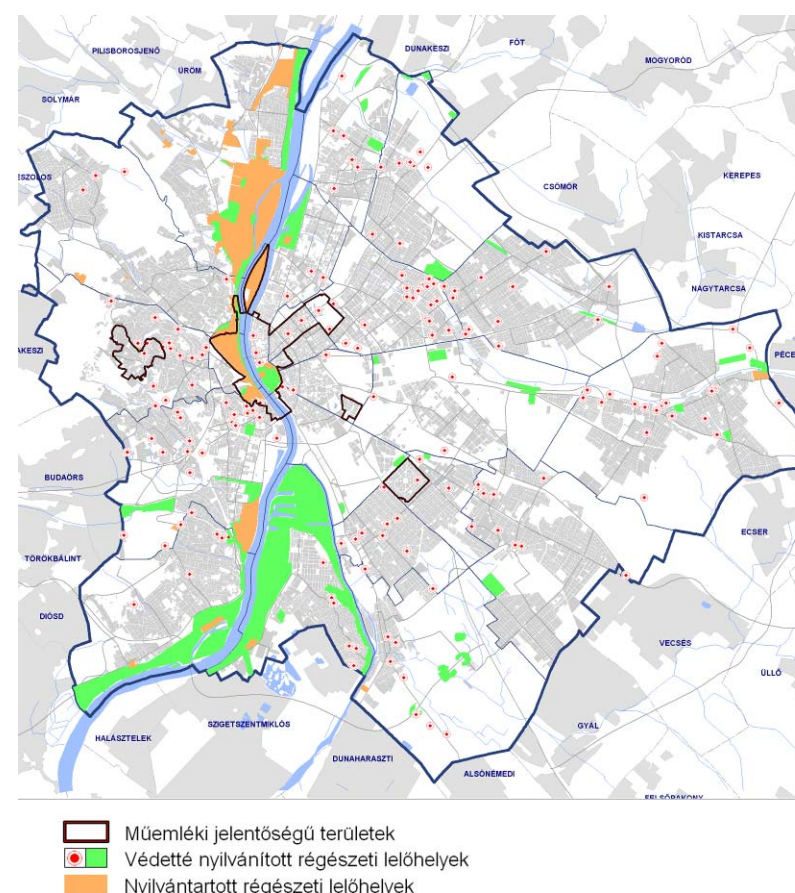 PILISBOROSJENŐ
DUNAKESZI
FÓT
MOGYORÓD
ÜRÖM
SOLYMÁR
CSÖMÖR
KEREPES
KISTARCSA
NAGYTARCSA
BUDAÖRS
ECSER
TÖRÖKBÁLINT
DIÓSD
VECSÉS
ÜLLŐ
HALÁSZTELEK
SZIGETSZENTMIKLÓS
GYÁL
DUNAHARASZTI
ALSÓNÉMEDI
Műemléki jelentőségű területek
Védetté nyilvánított régészeti lelőhelyek
Nyilvántartott régészeti lelőhelyek